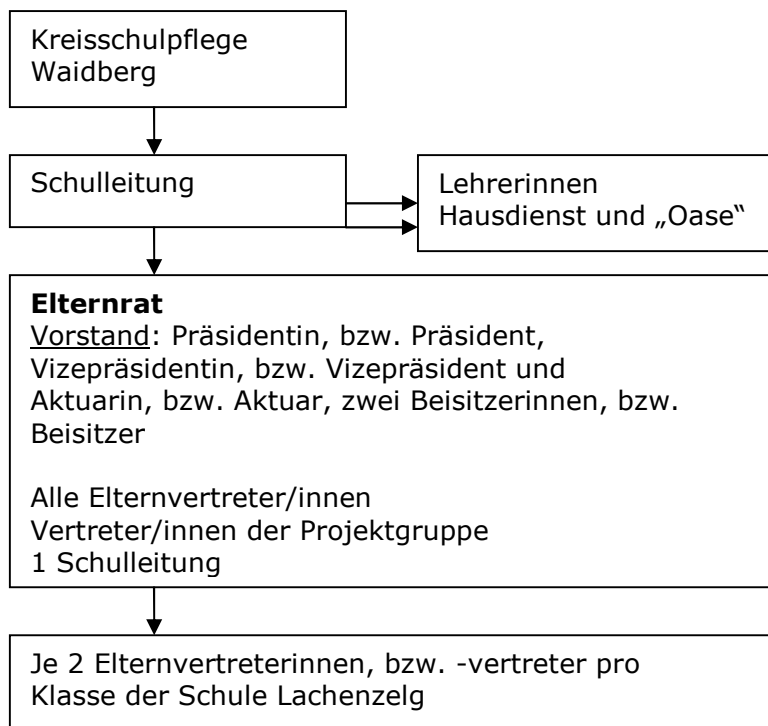 Kreisschulpflege
Waidberg
Schulleitung
Lehrerinnen
Hausdienst und „Oase“
Elternrat
Vorstand: Präsidentin, bzw. Präsident,
Vizepräsidentin, bzw. Vizepräsident und
Aktuarin, bzw. Aktuar, zwei Beisitzerinnen, bzw.
Beisitzer
Alle Elternvertreter/innen
Vertreter/innen der Projektgruppe
1 Schulleitung
Je 2 Elternvertreterinnen, bzw. -vertreter pro
Klasse der Schule Lachenzelg